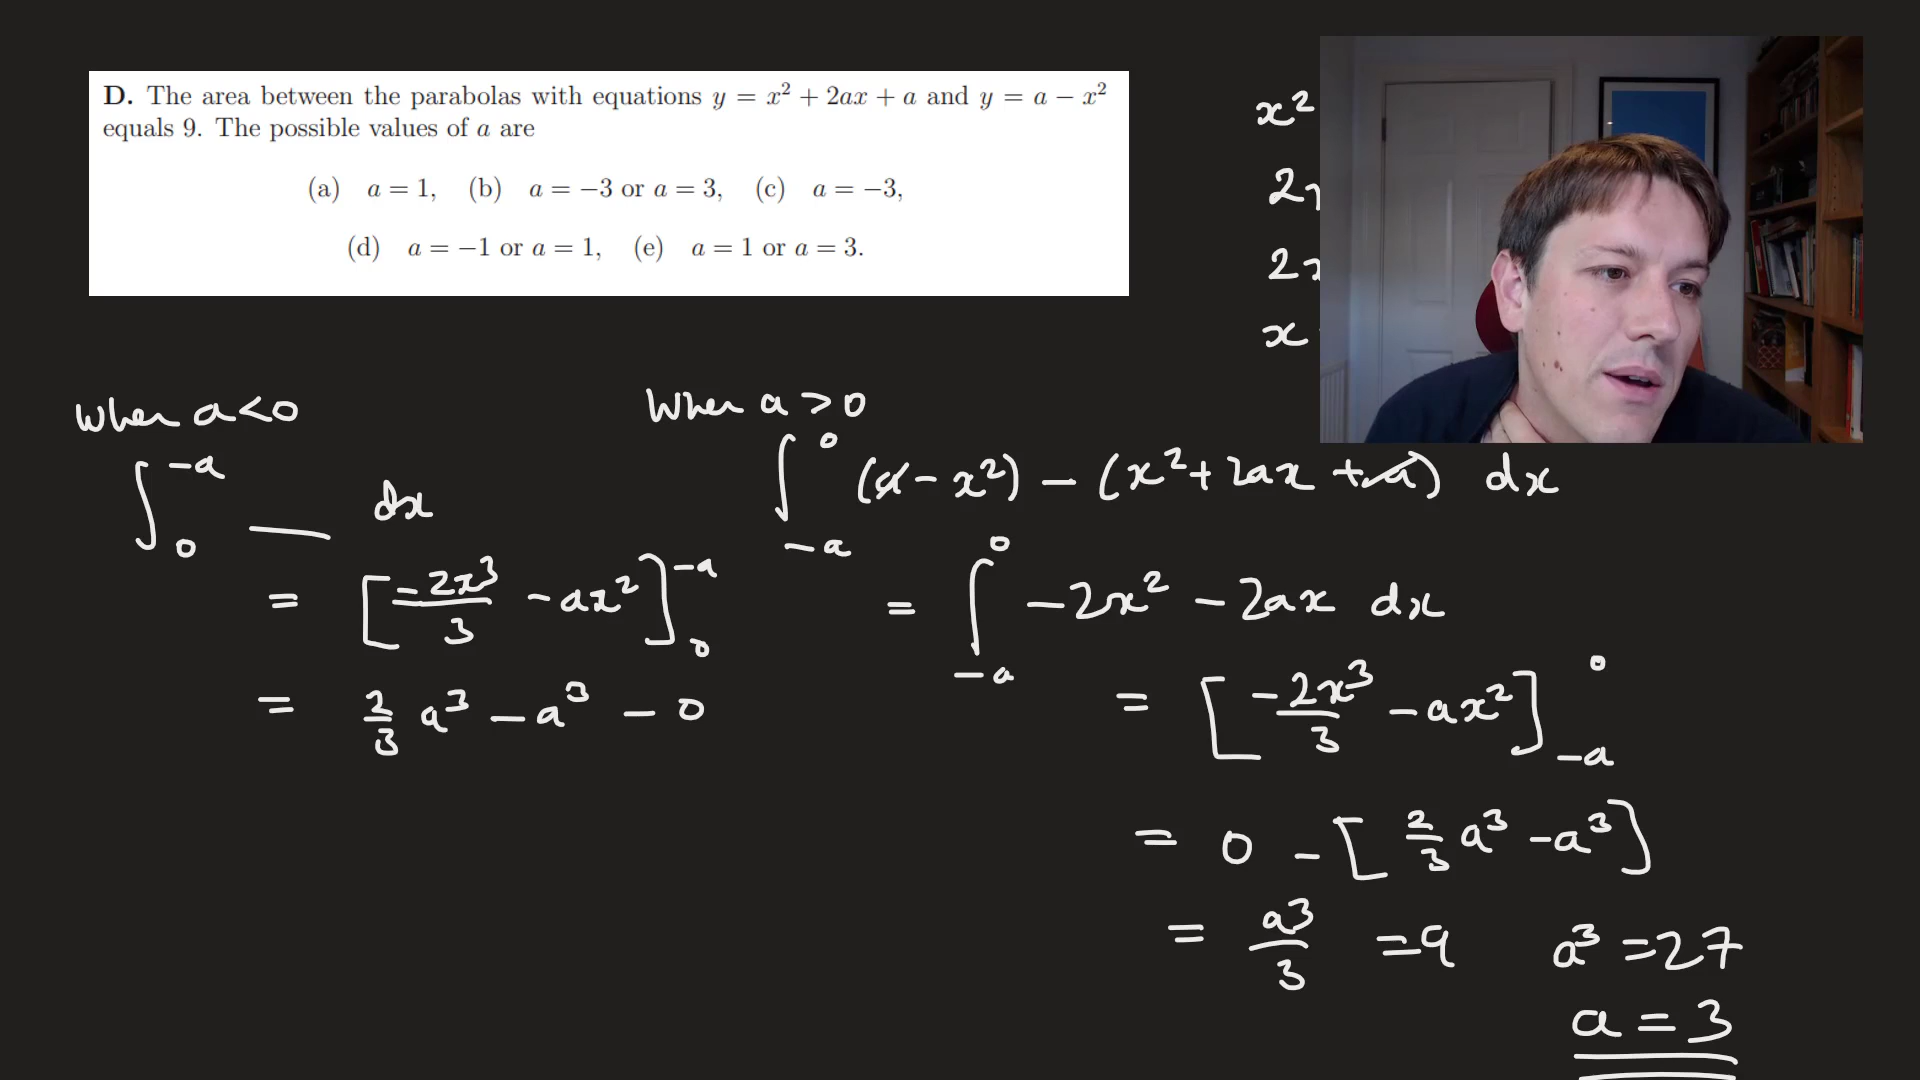 D. The area between the parabolas with equations y = x² + 2ax + a and y = a − x²
equals 9. The possible values of a are
(a) a = 1, (b) a = −3 or a = 3, (c) a = −3,
(d) a = −1 or a = 1, (e) a = 1 or a = 3.
x²
2
2
x
When a<0
∫₀^{-a} __ dx
= [-2x³/3 - ax²]₀^{-a}
= 2/3 a³ - a³ - 0
When a>0
∫_{-a}^0 (a - x²) - (x² + 2ax + a) dx
= ∫_{-a}^0 -2x² - 2ax dx
= [-2x³/3 - ax²]_{-a}^0
= 0 - [2/3 a³ - a³]
= a³/3 = 9 a³ = 27
a = 3